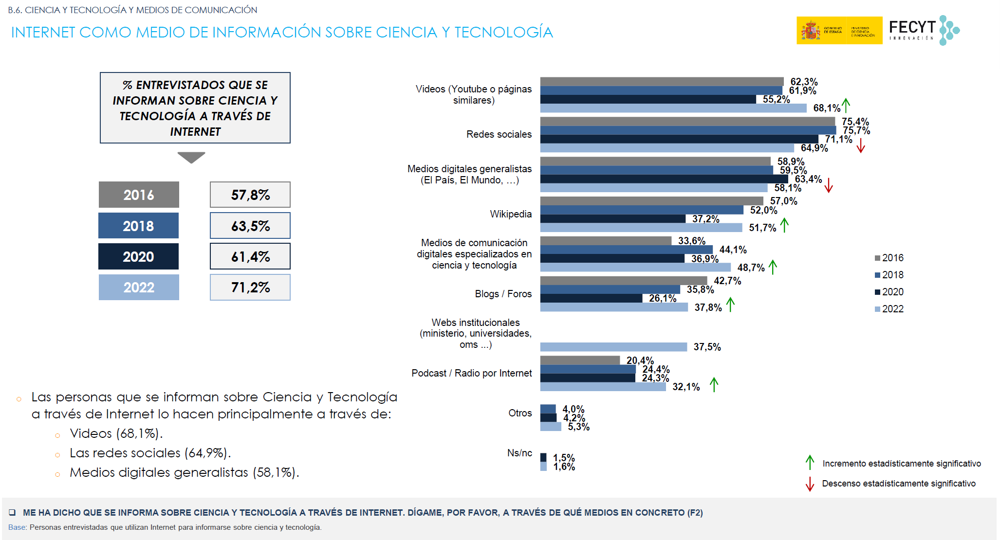 B.6. CIENCIA Y TECNOLOGÍA Y MEDIOS DE COMUNICACIÓN
INTERNET COMO MEDIO DE INFORMACIÓN SOBRE CIENCIA Y TECNOLOGÍA
GOBIERNO
DE ESPAÑA
MINISTERIO
DE CIENCIA
E INNOVACIÓN
FECYT
INNOVACIÓN
% ENTREVISTADOS QUE SE
INFORMAN SOBRE CIENCIA Y
TECNOLOGÍA A TRAVÉS DE
INTERNET
2016 57,8%
2018 63,5%
2020 61,4%
2022 71,2%
Las personas que se informan sobre Ciencia y Tecnología
a través de Internet lo hacen principalmente a través de:
Videos (68,1%).
Las redes sociales (64,9%).
Medios digitales generalistas (58,1%).
Videos (Youtube o páginas
similares)
62,3%
61,9%
55,2%
68,1%
Redes sociales
75,4%
75,7%
71,1%
64,9%
Medios digitales generalistas
(El País, El Mundo, …)
58,9%
59,5%
63,4%
58,1%
Wikipedia
57,0%
52,0%
37,2%
51,7%
Medios de comunicación
digitales especializados en
ciencia y tecnología
33,6%
44,1%
36,9%
48,7%
Blogs / Foros
42,7%
35,8%
26,1%
37,8%
Webs institucionales
(ministerio, universidades,
oms ...)
37,5%
Podcast / Radio por Internet
20,4%
24,4%
24,3%
32,1%
Otros
4,0%
4,2%
5,3%
Ns/nc
1,5%
1,6%
2016
2018
2020
2022
Incremento estadísticamente significativo
Descenso estadísticamente significativo
ME HA DICHO QUE SE INFORMA SOBRE CIENCIA Y TECNOLOGÍA A TRAVÉS DE INTERNET. DÍGAME, POR FAVOR, A TRAVÉS DE QUÉ MEDIOS EN CONCRETO (F2)
Base: Personas entrevistadas que utilizan Internet para informarse sobre ciencia y tecnología.